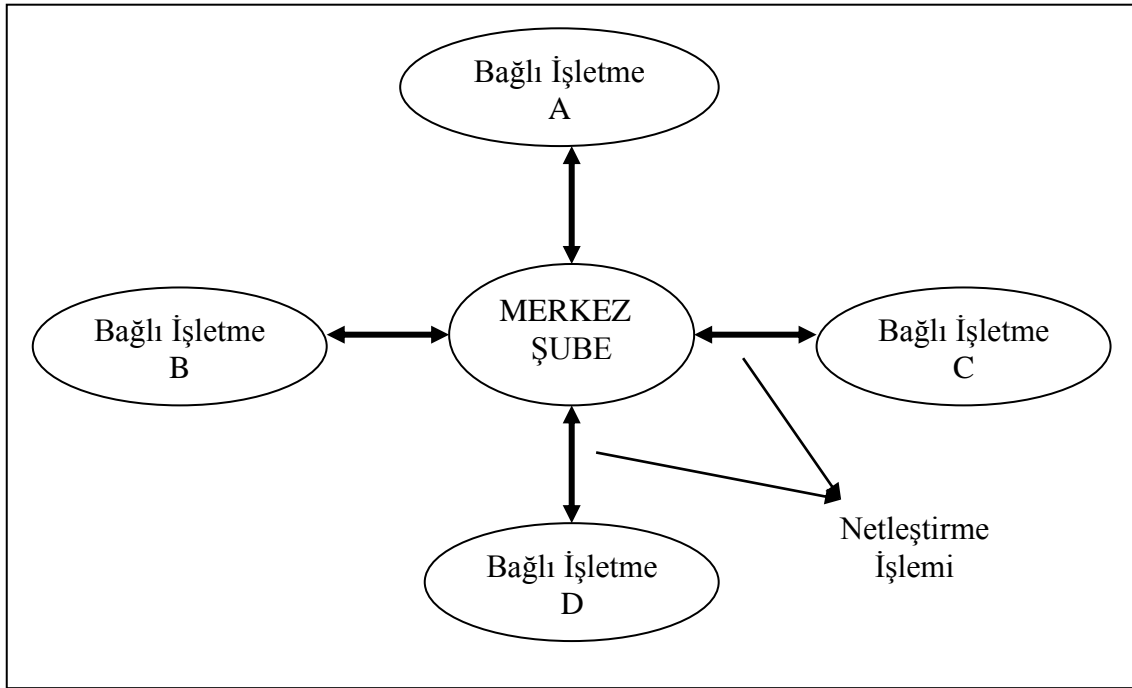 Bağlı İşletme
A
Bağlı İşletme
B
MERKEZ
ŞUBE
Bağlı İşletme
C
Bağlı İşletme
D
Netleştirme
İşlemi